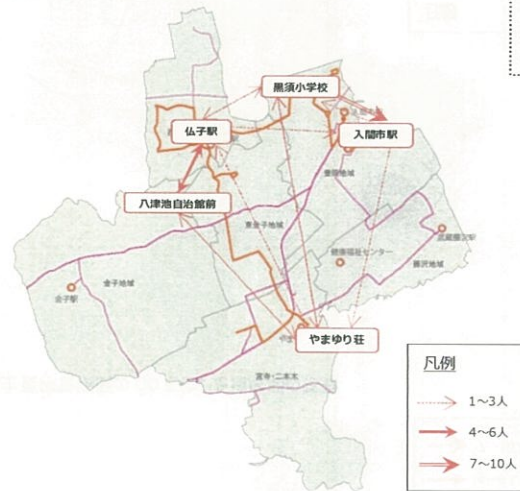 黒須小学校
仏子駅
入間市駅
八津池自治館前
豊岡地域
東金子地域
健康福祉センター
武蔵藤沢駅
藤沢地域
金子地域
金子駅
やまゆり荘
宮寺・二本木
凡例
1～3人
4～6人
7～10人